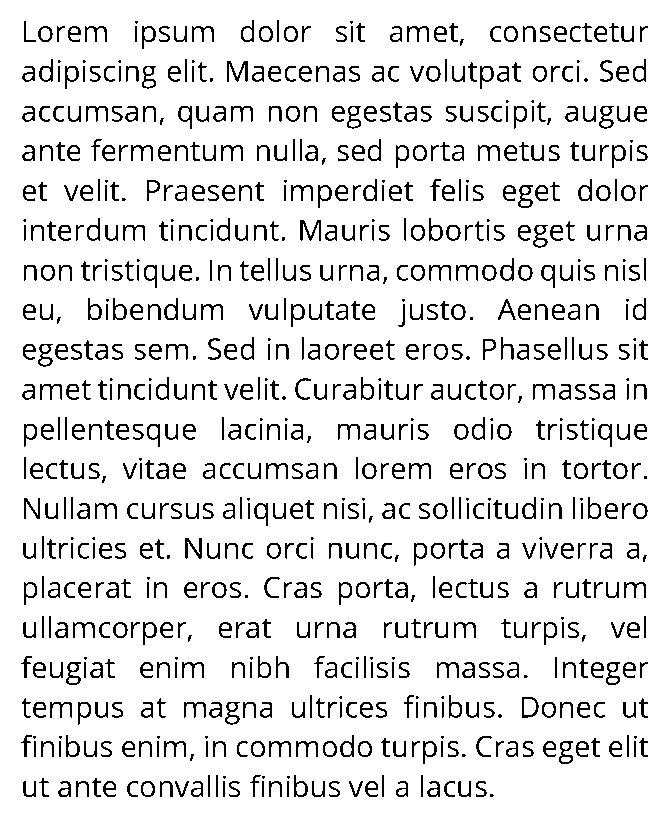 Lorem ipsum dolor sit amet, consectetur
adipiscing elit. Maecenas ac volutpat orci. Sed
accumsan, quam non egestas suscipit, augue
ante fermentum nulla, sed porta metus turpis
et velit. Praesent imperdiet felis eget dolor
interdum tincidunt. Mauris lobortis eget urna
non tristique. In tellus urna, commodo quis nisl
eu, bibendum vulputate justo. Aenean id
egestas sem. Sed in laoreet eros. Phasellus sit
amet tincidunt velit. Curabitur auctor, massa in
pellentesque lacinia, mauris odio tristique
lectus, vitae accumsan lorem eros in tortor.
Nullam cursus aliquet nisi, ac sollicitudin libero
ultricies et. Nunc orci nunc, porta a viverra a,
placerat in eros. Cras porta, lectus a rutrum
ullamcorper, erat urna rutrum turpis, vel
feugiat enim nibh facilisis massa. Integer
tempus at magna ultrices finibus. Donec ut
finibus enim, in commodo turpis. Cras eget elit
ut ante convallis finibus vel a lacus.